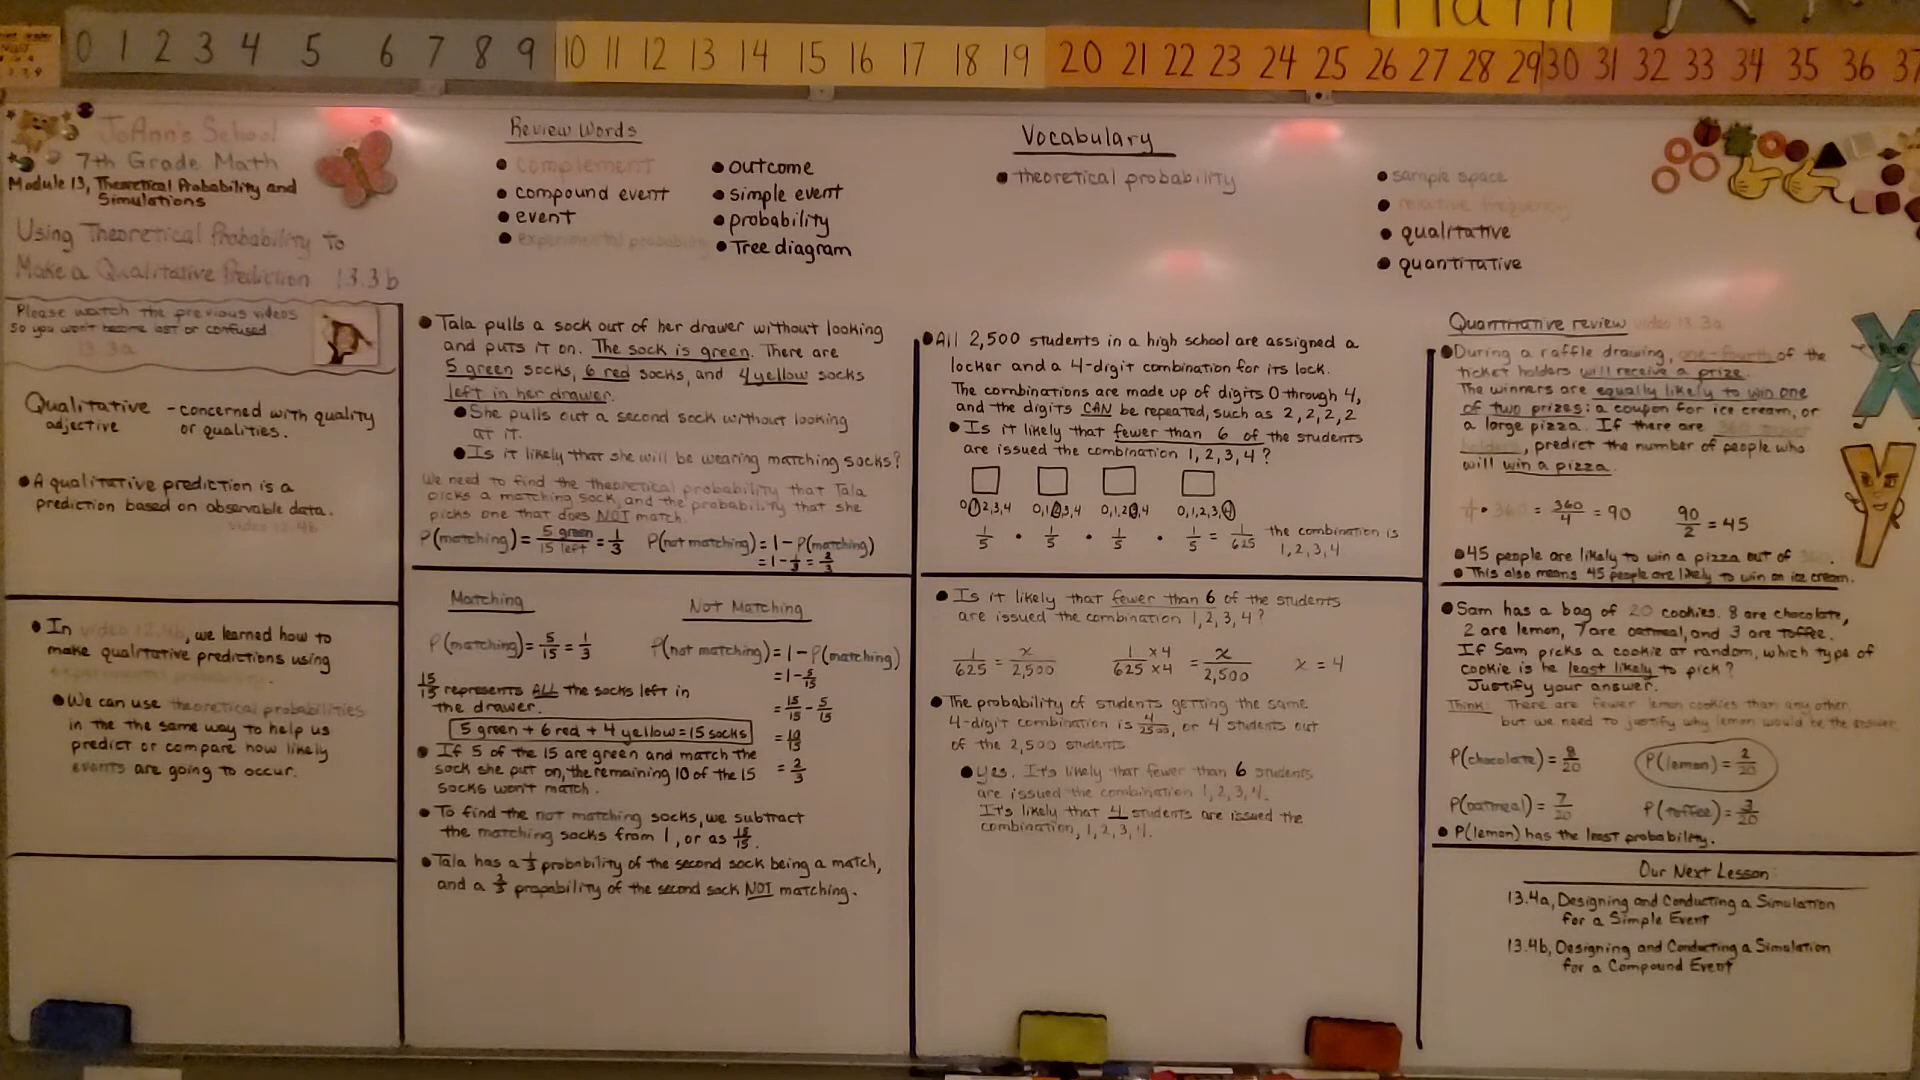 Math
0 1 2 3 4 5 6 7 8 9 10 11 12 13 14 15 16 17 18 19 20 21 22 23 24 25 26 27 28 29 30 31 32 33 34 35 36 37
JoAnn's School
7th Grade Math
Module 13, Theoretical Probability and
Simulations
Using Theoretical Probability to
Make a Qualitative Prediction 13.3b
Please watch the previous videos
so you won't become lost or confused
13.3a
Qualitative - concerned with quality
adjective or qualities.
• A qualitative prediction is a
prediction based on observable data.
video 12.4b
• In video 12.4b, we learned how to
make qualitative predictions using
experimental probability.
• We can use theoretical probabilities
in the the same way to help us
predict or compare how likely
events are going to occur.
Review Words
• complement
• compound event
• event
• experimental probability
• outcome
• simple event
• probability
• Tree diagram
Vocabulary
• theoretical probability
• sample space
• relative frequency
• qualitative
• quantitative
• Tala pulls a sock out of her drawer without looking
and puts it on. The sock is green. There are
5 green socks, 6 red socks, and 4 yellow socks
left in her drawer.
• She pulls out a second sock without looking
at it.
• Is it likely that she will be wearing matching socks?
We need to find the theoretical probability that Tala
picks a matching sock, and the probability that she
picks one that does NOT match.
P(matching) = 5 green/15 left = 1/3 P(not matching) = 1 - P(matching)
= 1 - 1/3 = 2/3
Matching
P(matching) = 5/15 = 1/3
15/15 represents ALL the socks left in
the drawer.
5 green + 6 red + 4 yellow = 15 socks
• If 5 of the 15 are green and match the
sock she put on, the remaining 10 of the 15
socks won't match.
Not Matching
P(not matching) = 1 - P(matching)
= 1 - 5/15
= 15/15 - 5/15
= 10/15
= 2/3
• To find the not matching socks, we subtract
the matching socks from 1, or as 15/15.
• Tala has a 1/3 probability of the second sock being a match,
and a 2/3 propability of the second sock NOT matching.
• All 2,500 students in a high school are assigned a
locker and a 4-digit combination for its lock.
The combinations are made up of digits 0 through 4,
and the digits CAN be repeated, such as 2, 2, 2, 2
• Is it likely that fewer than 6 of the students
are issued the combination 1, 2, 3, 4?
0,1,2,3,4 0,1,2,3,4 0,1,2,3,4 0,1,2,3,4
1/5 · 1/5 · 1/5 · 1/5 = 1/625 the combination is
1, 2, 3, 4.
• Is it likely that fewer than 6 of the students
are issued the combination 1, 2, 3, 4?
1/625 = x/2,500 1 x4/625 x4 = x/2,500 x = 4
• The probability of students getting the same
4-digit combination is 4/2500, or 4 students out
of the 2,500 students.
• Yes. It's likely that fewer than 6 students
are issued the combination 1, 2, 3, 4.
It's likely that 4 students are issued the
combination, 1, 2, 3, 4.
Quantitative review video 13.3a
• During a raffle drawing, one-fourth of the
ticket holders will receive a prize.
The winners are equally likely to win one
of two prizes: a coupon for ice cream, or
a large pizza. If there are 360 ticket
holders, predict the number of people who
will win a pizza.
1/4 · 360 = 360/4 = 90 90/2 = 45
• 45 people are likely to win a pizza out of 360.
• This also means 45 people are likely to win an ice cream.
• Sam has a bag of 20 cookies. 8 are chocolate,
2 are lemon, 7 are oatmeal, and 3 are toffee.
If Sam picks a cookie at random, which type of
cookie is he least likely to pick?
Justify your answer.
Think: There are fewer lemon cookies than any other,
but we need to justify why lemon would be the answer.
P(chocolate) = 8/20 P(lemon) = 2/20
P(oatmeal) = 7/20 P(toffee) = 3/20
• P(lemon) has the least probability.
Our Next Lesson:
13.4a, Designing and Conducting a Simulation
for a Simple Event
13.4b, Designing and Conducting a Simulation
for a Compound Event